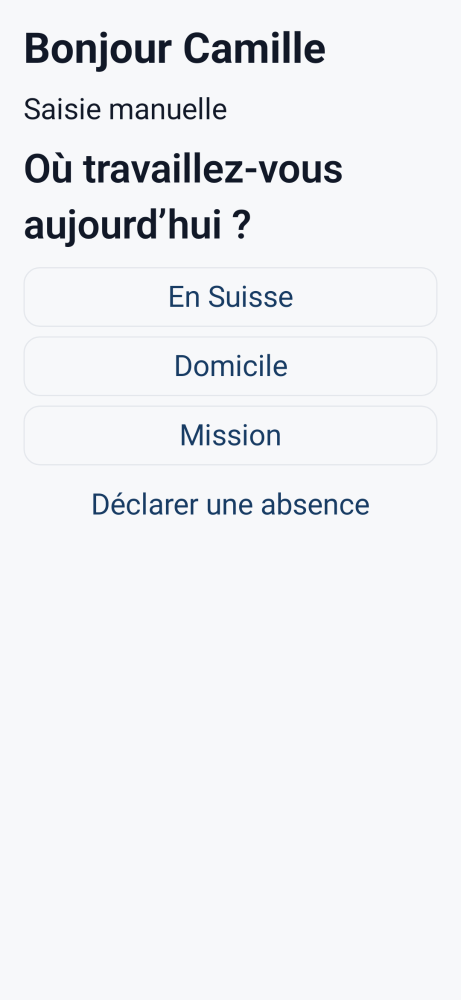 Bonjour Camille
Saisie manuelle
Où travaillez-vous
aujourd’hui ?
En Suisse
Domicile
Mission
Déclarer une absence